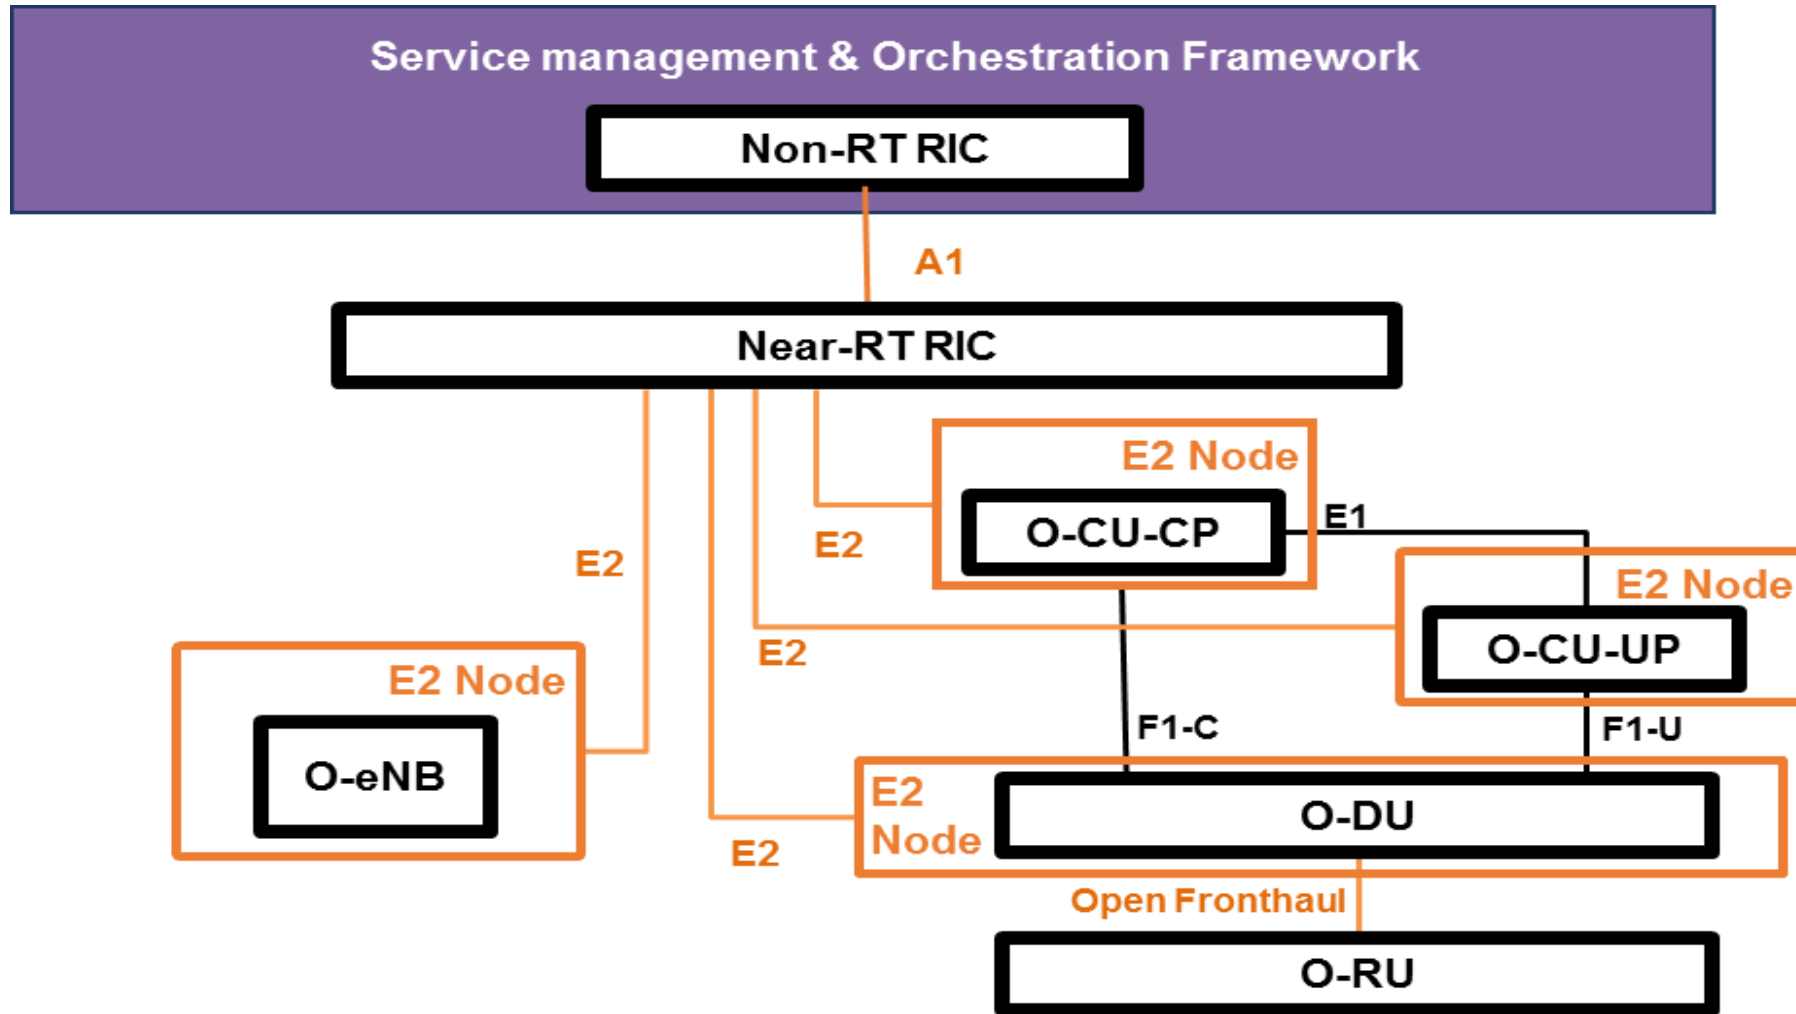 Service management & Orchestration Framework
Non-RT RIC
A1
Near-RT RIC
E2 Node
O-CU-CP
E1
E2
E2
E2 Node
O-CU-UP
E2
E2 Node
O-eNB
F1-C
F1-U
E2
Node
O-DU
E2
Open Fronthaul
O-RU